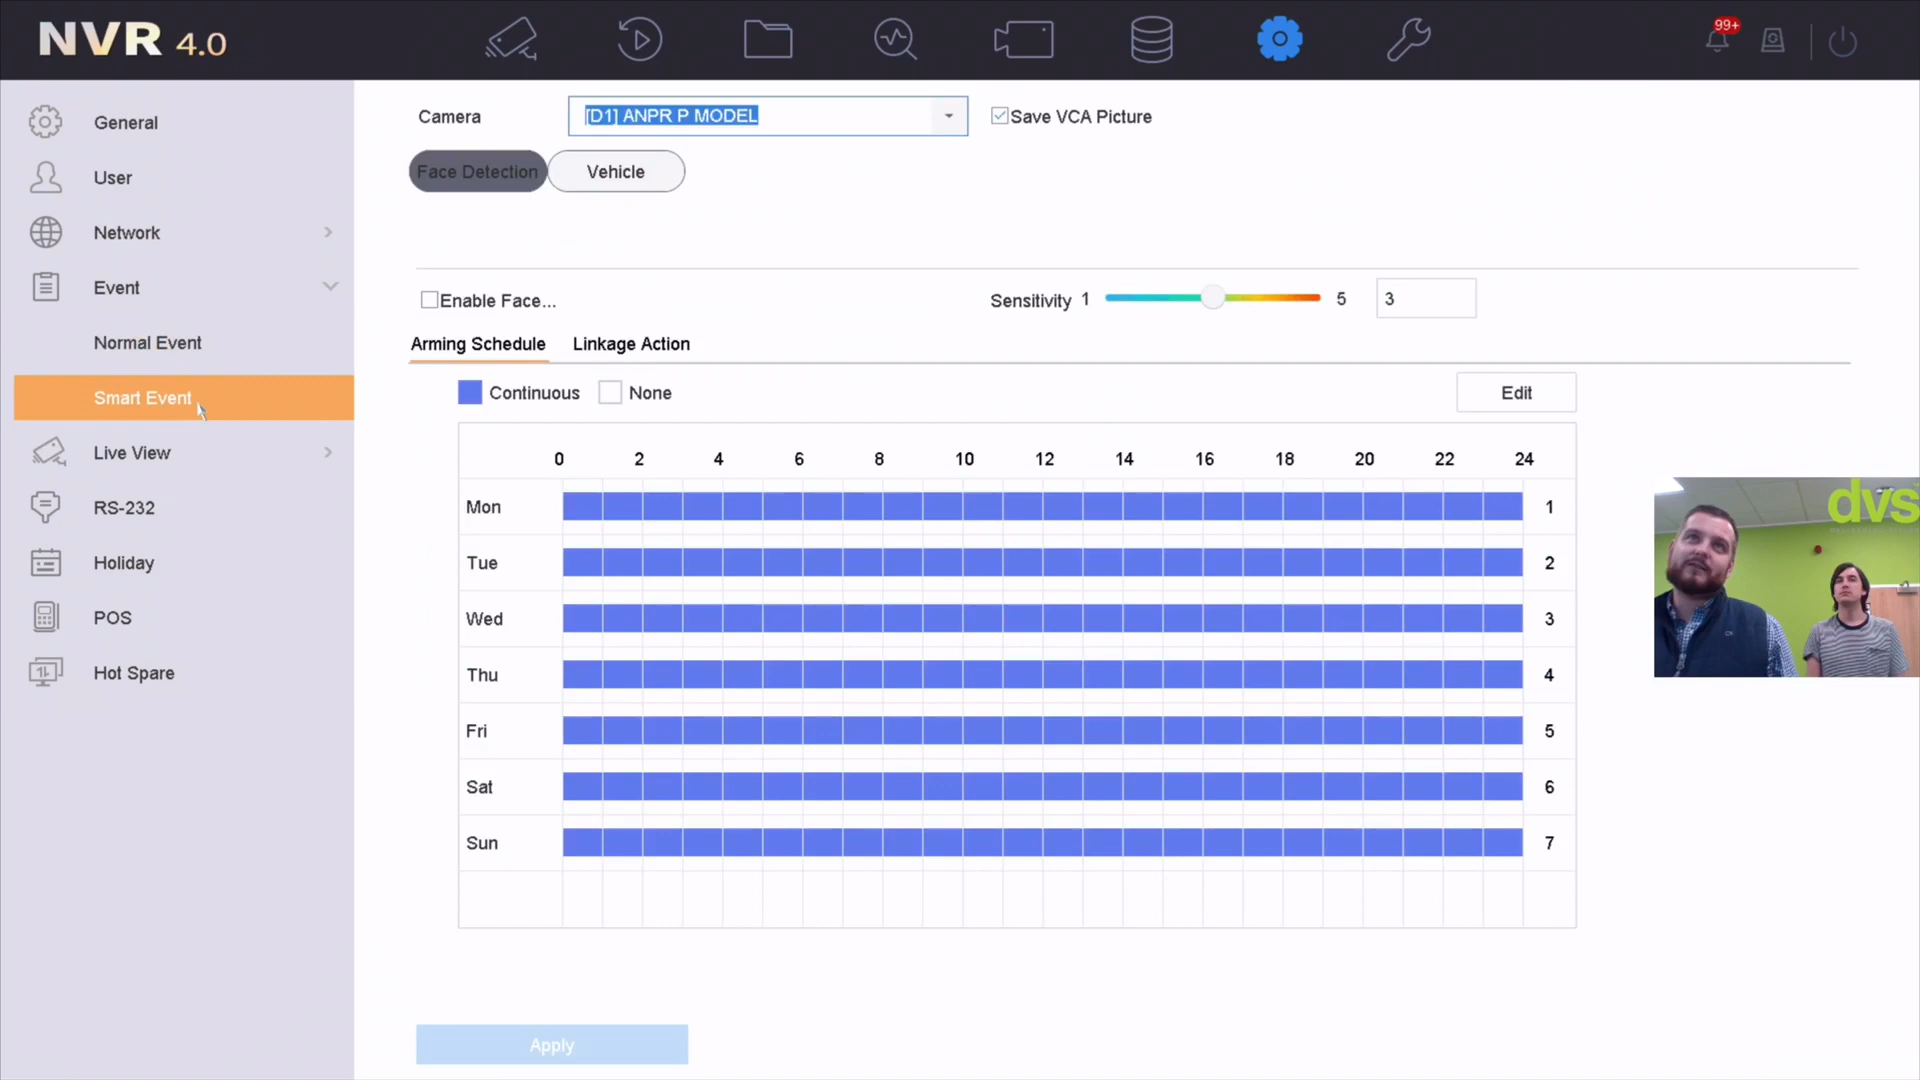 NVR 4.0
99+
General
User
Network
Event
Normal Event
Smart Event
Live View
RS-232
Holiday
POS
Hot Spare
Camera [D1] ANPR P MODEL Save VCA Picture
Face Detection Vehicle
Enable Face... Sensitivity 1 5 3
Arming Schedule Linkage Action
Continuous None Edit
0 2 4 6 8 10 12 14 16 18 20 22 24
Mon 1
Tue 2
Wed 3
Thu 4
Fri 5
Sat 6
Sun 7
Apply
dvs